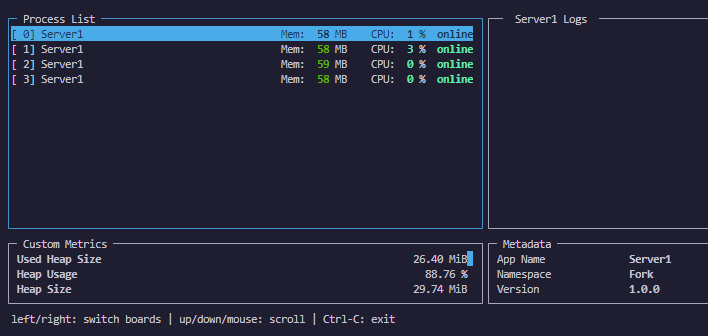 Process List
[ 0] Server1 Mem: 58 MB CPU: 1 % online
[ 1] Server1 Mem: 58 MB CPU: 3 % online
[ 2] Server1 Mem: 59 MB CPU: 0 % online
[ 3] Server1 Mem: 58 MB CPU: 0 % online
Server1 Logs
Custom Metrics
Used Heap Size 26.40 MiB
Heap Usage 88.76 %
Heap Size 29.74 MiB
Metadata
App Name Server1
Namespace Fork
Version 1.0.0
left/right: switch boards | up/down/mouse: scroll | Ctrl-C: exit